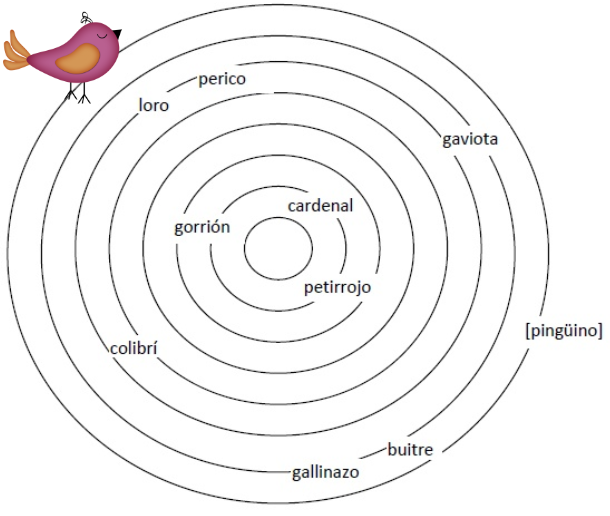 perico
loro
gaviota
cardenal
gorrión
petirrojo
[pingüino]
colibrí
buitre
gallinazo